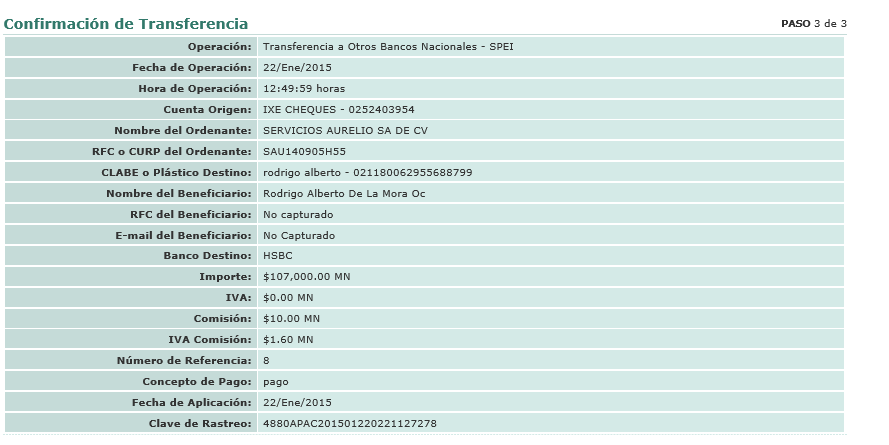 Confirmación de Transferencia PASO 3 de 3
Operación: Transferencia a Otros Bancos Nacionales - SPEI
Fecha de Operación: 22/Ene/2015
Hora de Operación: 12:49:59 horas
Cuenta Origen: IXE CHEQUES - 0252403954
Nombre del Ordenante: SERVICIOS AURELIO SA DE CV
RFC o CURP del Ordenante: SAU140905H55
CLABE o Plástico Destino: rodrigo alberto - 021180062955688799
Nombre del Beneficiario: Rodrigo Alberto De La Mora Oc
RFC del Beneficiario: No capturado
E-mail del Beneficiario: No Capturado
Banco Destino: HSBC
Importe: $107,000.00 MN
IVA: $0.00 MN
Comisión: $10.00 MN
IVA Comisión: $1.60 MN
Número de Referencia: 8
Concepto de Pago: pago
Fecha de Aplicación: 22/Ene/2015
Clave de Rastreo: 4880APAC201501220221127278